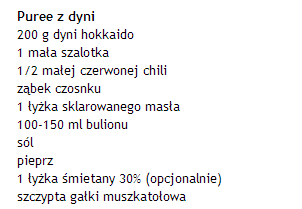 Puree z dyni
200 g dyni hokkaido
1 mała szalotka
1/2 małej czerwonej chili
ząbek czosnku
1 łyżka sklarowanego masła
100-150 ml bulionu
sól
pieprz
1 łyżka śmietany 30% (opcjonalnie)
szczypta gałki muszkatołowa